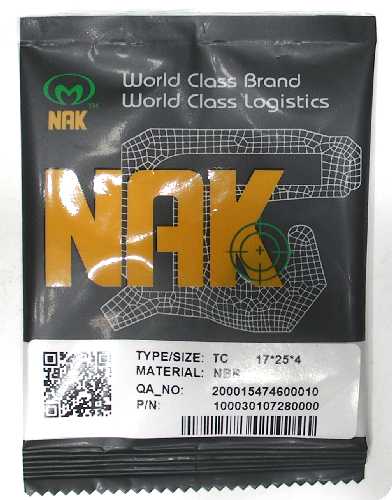 World Class Brand
World Class Logistics
TM
NAK
NAK
TYPE/SIZE: TC 17*25*4
MATERIAL: NBR
QA_NO: 200015474600010
P/N: 100030107280000